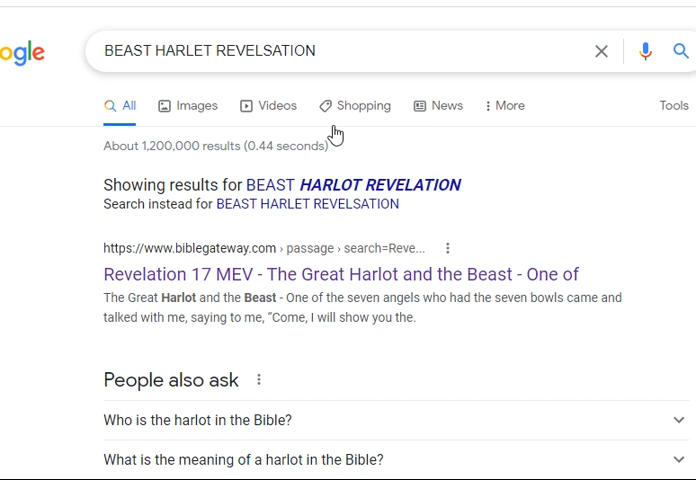 ogle
BEAST HARLET REVELSATION
All Images Videos Shopping News More Tools
About 1,200,000 results (0.44 seconds)
Showing results for BEAST HARLOT REVELATION
Search instead for BEAST HARLET REVELSATION
https://www.biblegateway.com › passage › search=Reve...
Revelation 17 MEV - The Great Harlot and the Beast - One of
The Great Harlot and the Beast - One of the seven angels who had the seven bowls came and
talked with me, saying to me, “Come, I will show you the.
People also ask
Who is the harlot in the Bible?
What is the meaning of a harlot in the Bible?